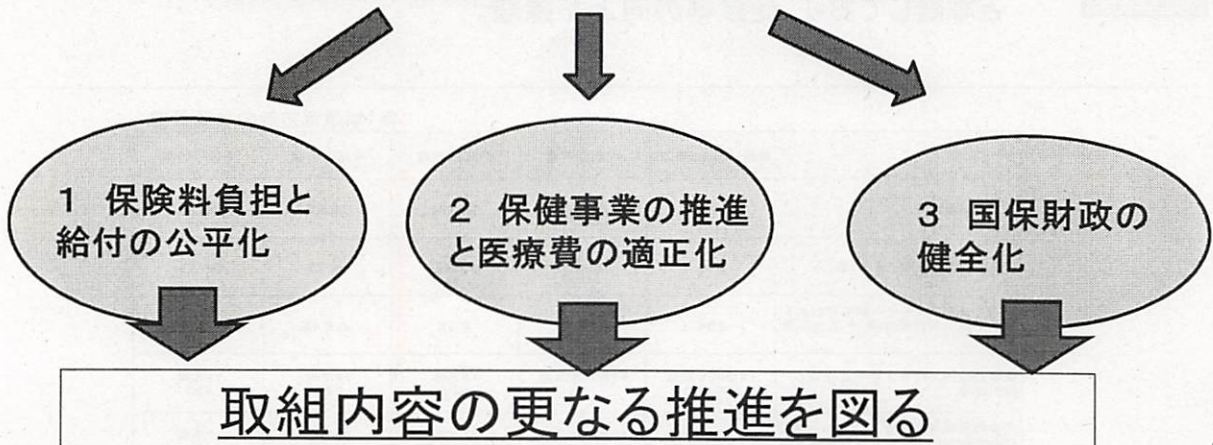 1 保険料負担と
給付の公平化
2 保健事業の推進
と医療費の適正化
3 国保財政の
健全化
取組内容の更なる推進を図る